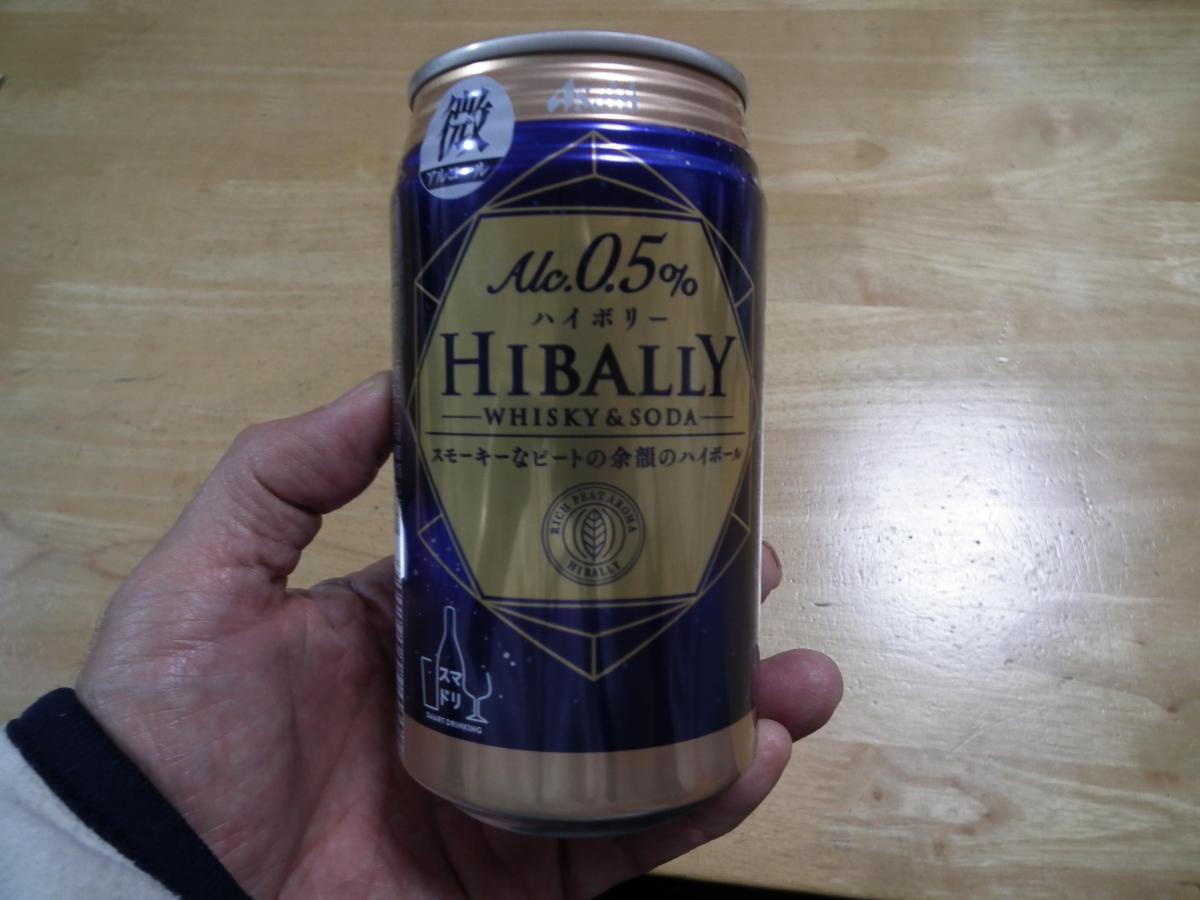 Asahi
微
アルコール
Alc.0.5%
ハイボリー
HIBALLY
WHISKY & SODA
スモーキーなピートの余韻のハイボール
RICH PEAT AROMA
HIBALLY
スマ
ドリ
SMART DRINKING